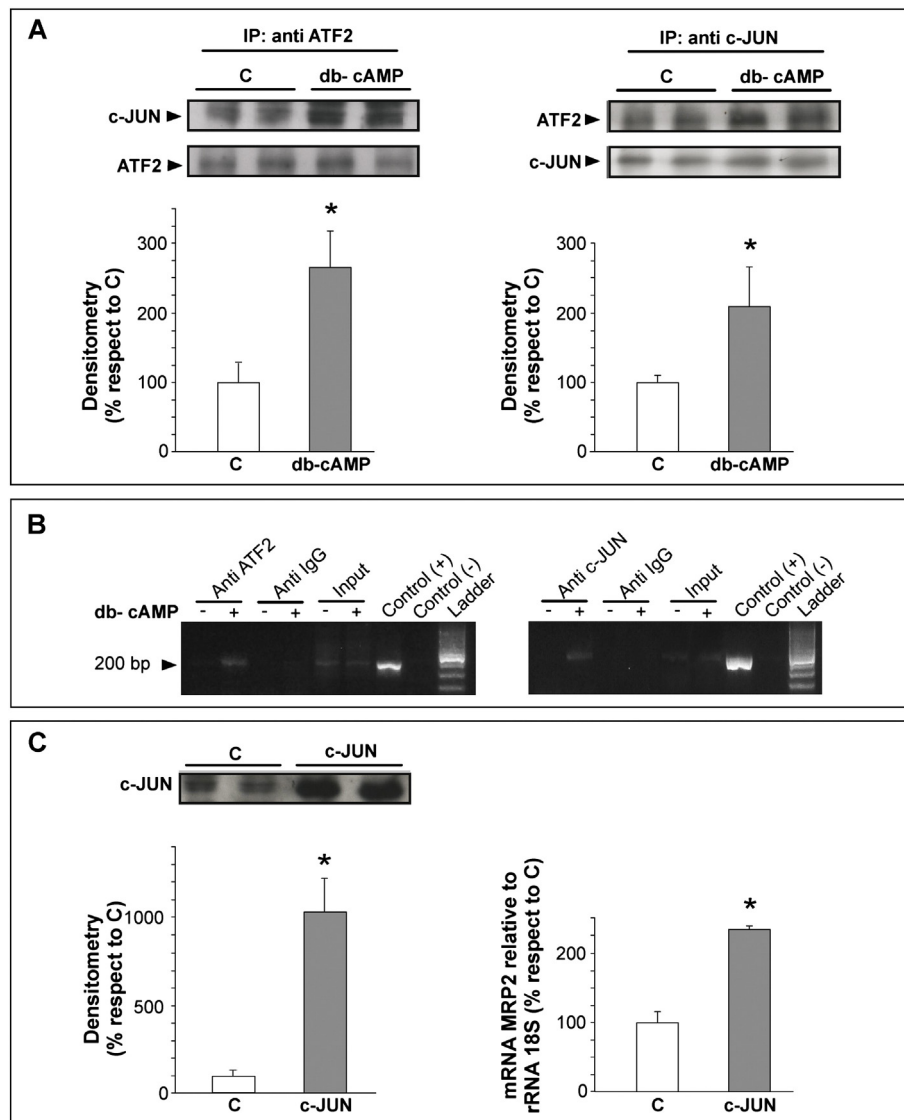 A
IP: anti ATF2
C db- cAMP
c-JUN
ATF2
Densitometry
(% respect to C)
300
200
100
0
*
C db-cAMP
IP: anti c-JUN
C db- cAMP
ATF2
c-JUN
Densitometry
(% respect to C)
300
200
100
0
*
C db-cAMP
B
Anti ATF2 Anti IgG Input Control (+) Control (-) Ladder
db- cAMP - + - + - +
200 bp
Anti c-JUN Anti IgG Input Control (+) Control (-) Ladder
- + - + - +
C
C c-JUN
c-JUN
Densitometry
(% respect to C)
1000
500
0
*
C c-JUN
mRNA MRP2 relative to
rRNA 18S (% respect to C)
200
100
0
*
C c-JUN